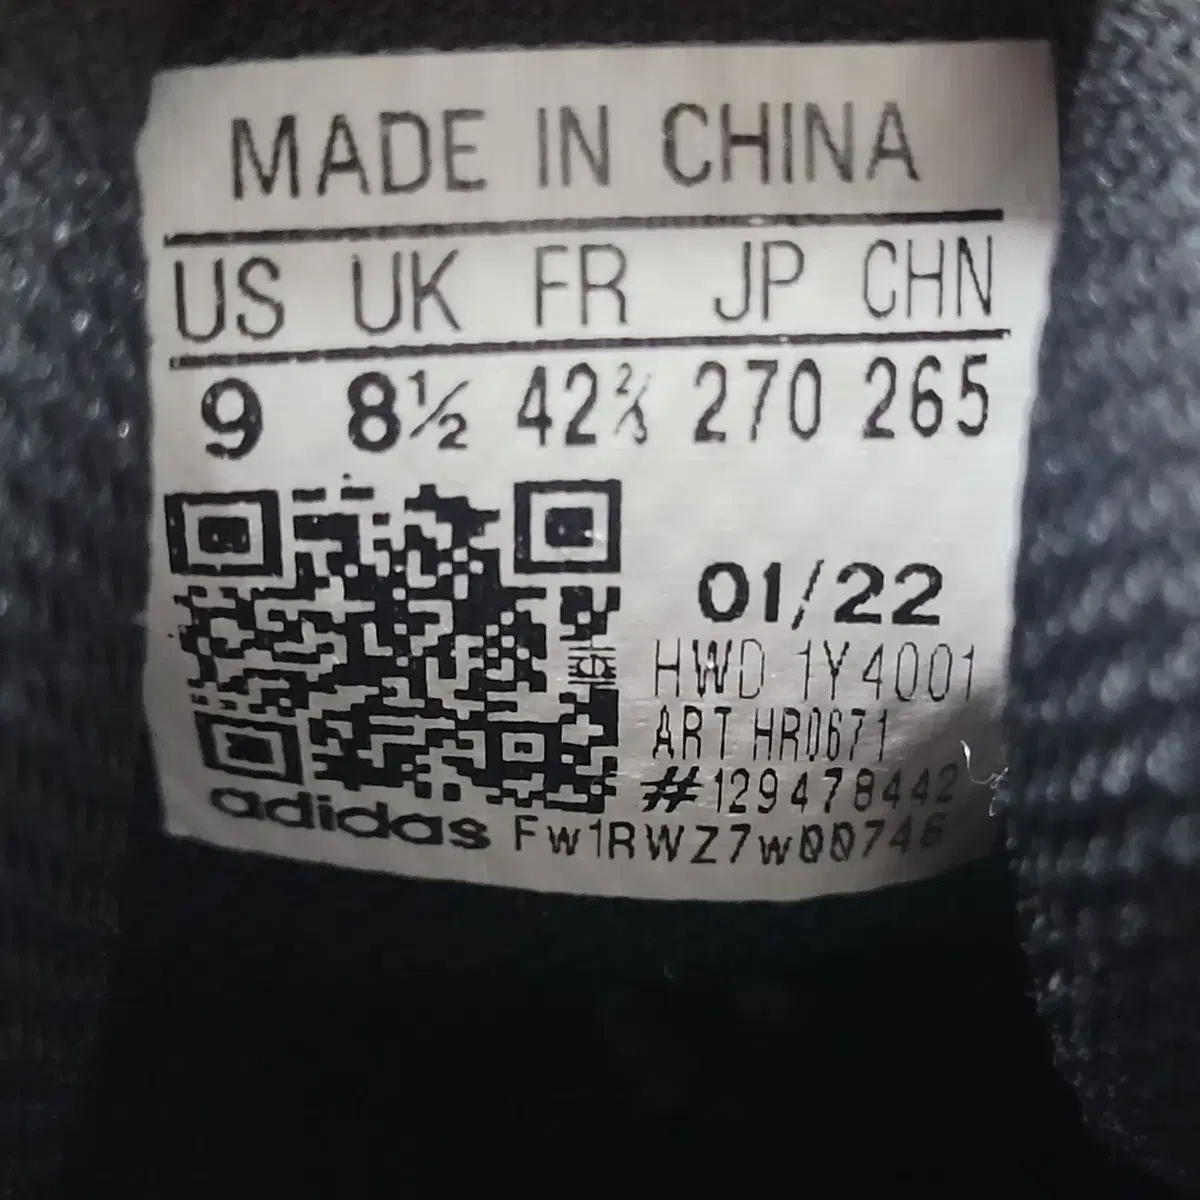 MADE IN CHINA
US UK FR JP CHN
9 8½ 42⅔ 270 265
01/22
HWD 1Y4001
ART HR0671
#129478442
adidas Fw1RWZ7w00746